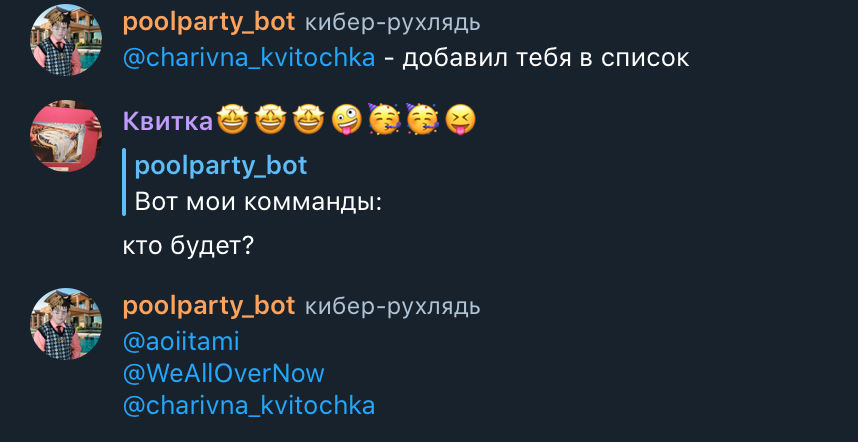 poolparty_bot кибер-рухлядь
@charivna_kvitochka - добавил тебя в список
Квитка🤩🤩🤩🤪🥳🥳😝
poolparty_bot
Вот мои комманды:
кто будет?
poolparty_bot кибер-рухлядь
@aoiitami
@WeAllOverNow
@charivna_kvitochka